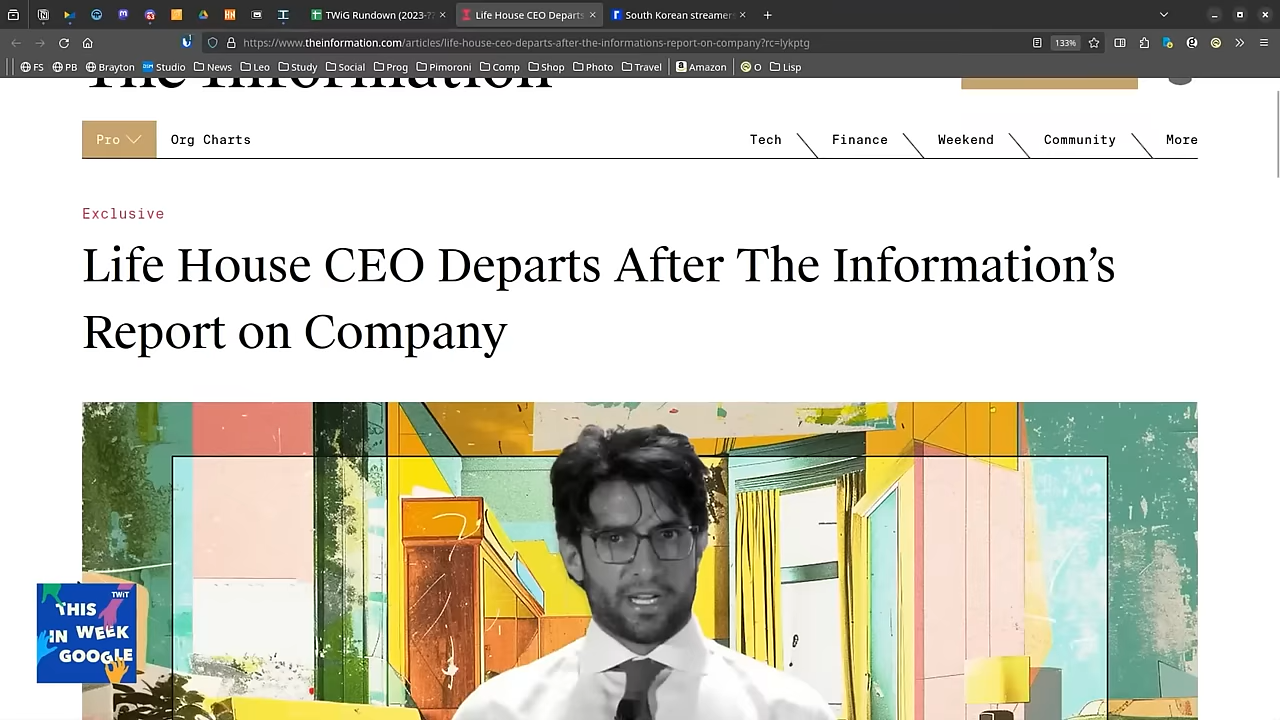 TWiG Rundown (2023-
Life House CEO Departs
South Korean streamers
https://www.theinformation.com/articles/life-house-ceo-departs-after-the-informations-report-on-company?rc=lykptg
133%
FS
PB
Brayton
Studio
News
Leo
Study
Social
Prog
Pimoroni
Comp
Shop
Photo
Travel
Amazon
O
Lisp
The Information
Pro
Org Charts
Tech
Finance
Weekend
Community
More
Exclusive
Life House CEO Departs After The Information’s
Report on Company
TWiT
THIS
IN WEEK
GOOGLE